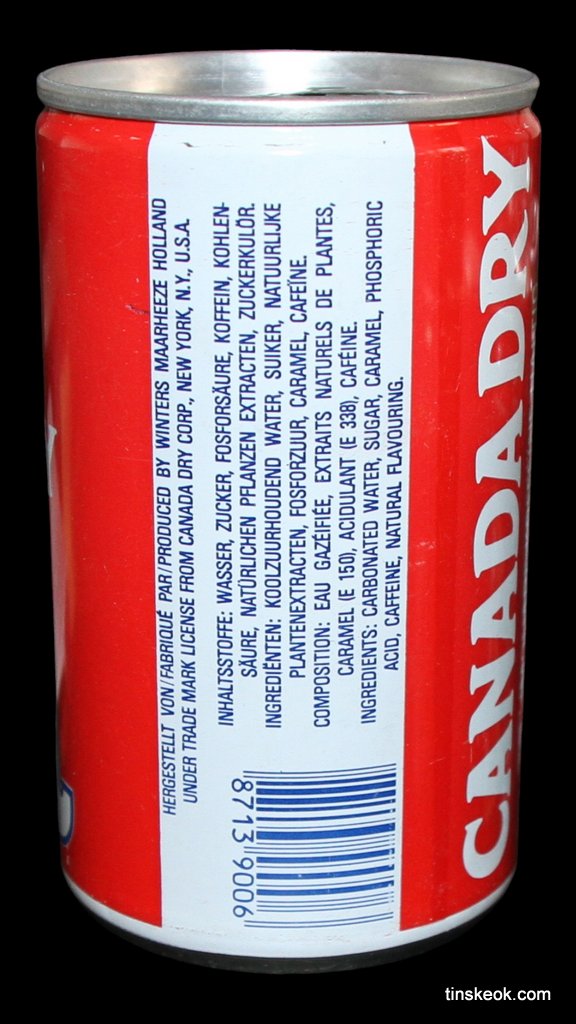 HERGESTELLT VON/FABRIQUÉ PAR/PRODUCED BY WINTERS MAARHEEZE HOLLAND
UNDER TRADE MARK LICENSE FROM CANADA DRY CORP., NEW YORK, N.Y., U.S.A.
INHALTSSTOFFE: WASSER, ZUCKER, FOSFORSÄURE, KOFFEIN, KOHLEN-
SÄURE, NATÜRLICHEN PFLANZEN EXTRACTEN, ZUCKERKULÖR.
INGREDIËNTEN: KOOLZUURHOUDEND WATER, SUIKER, NATUURLIJKE
PLANTENEXTRACTEN, FOSFORZUUR, CARAMEL, CAFEÏNE.
COMPOSITION: EAU GAZÉIFIÉE, EXTRAITS NATURELS DE PLANTES,
CARAMEL (E 150), ACIDULANT (E 338), CAFÉINE.
INGREDIENTS: CARBONATED WATER, SUGAR, CARAMEL, PHOSPHORIC
ACID, CAFFEINE, NATURAL FLAVOURING.
8713 9006
CANADA DRY
tinskeok.com